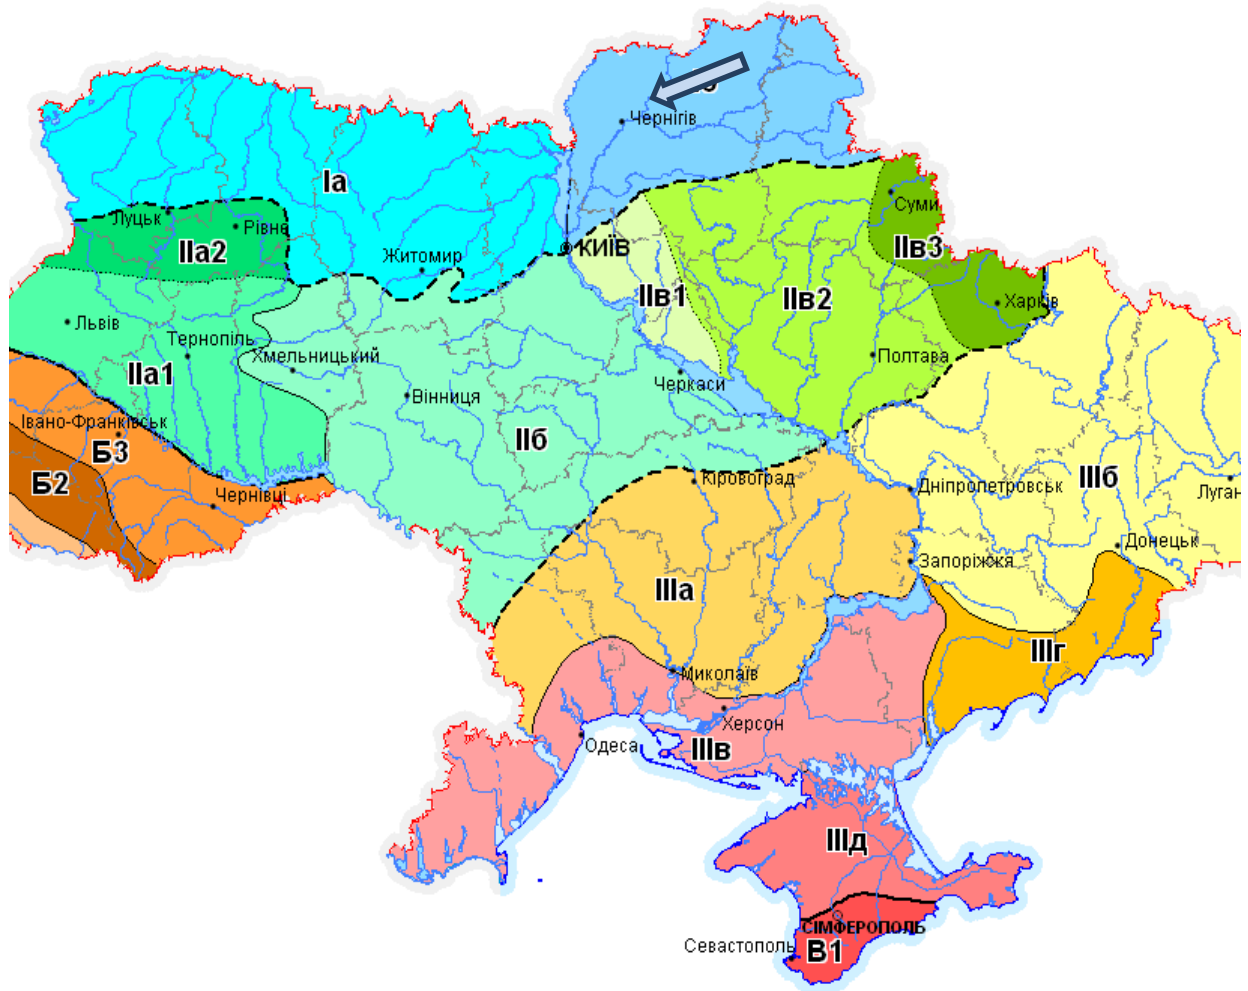 Чернігів
Іа
Суми
Луцьк
Рівне
ІІа2
КИЇВ
ІІв3
Житомир
ІІв1
ІІв2
Харків
Львів
Тернопіль
Хмельницький
Полтава
ІІа1
Черкаси
Вінниця
Івано-Франківськ
ІІб
Б3
Б2
Кіровоград
ІІІб
Дніпропетровськ
Луган
Чернівці
Донецьк
Запоріжжя
ІІІа
ІІІг
Миколаїв
Херсон
Одеса
ІІІв
ІІІд
СІМФЕРОПОЛЬ
Севастополь
В1